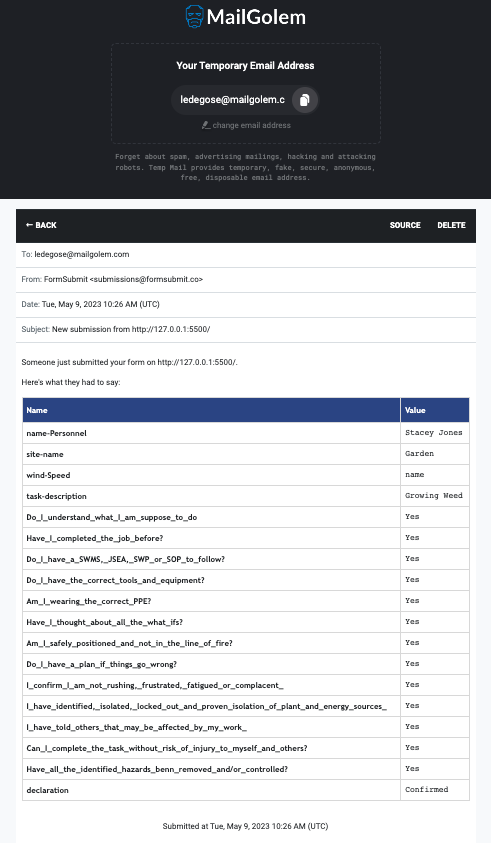 MailGolem
Your Temporary Email Address
ledegose@mailgolem.c
change email address
Forget about spam, advertising mailings, hacking and attacking
robots. Temp Mail provides temporary, fake, secure, anonymous,
free, disposable email address.
← BACK SOURCE DELETE
To: ledegose@mailgolem.com
From: FormSubmit <submissions@formsubmit.co>
Date: Tue, May 9, 2023 10:26 AM (UTC)
Subject: New submission from http://127.0.0.1:5500/
Someone just submitted your form on http://127.0.0.1:5500/.
Here's what they had to say:
Name Value
name-Personnel Stacey Jones
site-name Garden
wind-Speed name
task-description Growing Weed
Do_I_understand_what_I_am_suppose_to_do Yes
Have_I_completed_the_job_before? Yes
Do_I_have_a_SWMS,_JSEA,_SWP_or_SOP_to_follow? Yes
Do_I_have_the_correct_tools_and_equipment? Yes
Am_I_wearing_the_correct_PPE? Yes
Have_I_thought_about_all_the_what_ifs? Yes
Am_I_safely_positioned_and_not_in_the_line_of_fire? Yes
Do_I_have_a_plan_if_things_go_wrong? Yes
I_confirm_I_am_not_rushing,_frustrated,_fatigued_or_complacent_ Yes
I_have_identified,_isolated,_locked_out_and_proven_isolation_of_plant_and_energy_sources_ Yes
I_have_told_others_that_may_be_affected_by_my_work_ Yes
Can_I_complete_the_task_without_risk_of_injury_to_myself_and_others? Yes
Have_all_the_identified_hazards_benn_removed_and/or_controlled? Yes
declaration Confirmed
Submitted at Tue, May 9, 2023 10:26 AM (UTC)